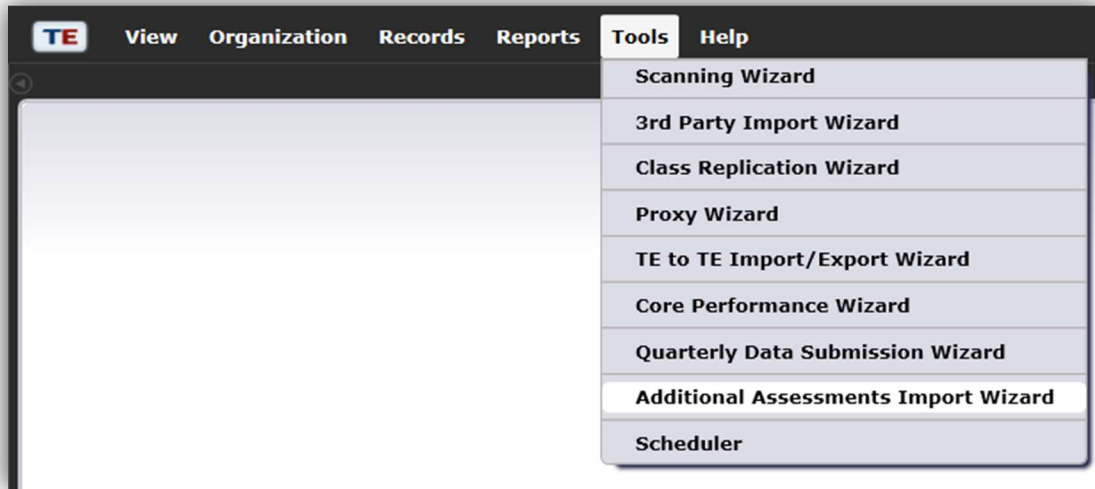 TE View Organization Records Reports Tools Help
Scanning Wizard
3rd Party Import Wizard
Class Replication Wizard
Proxy Wizard
TE to TE Import/Export Wizard
Core Performance Wizard
Quarterly Data Submission Wizard
Additional Assessments Import Wizard
Scheduler